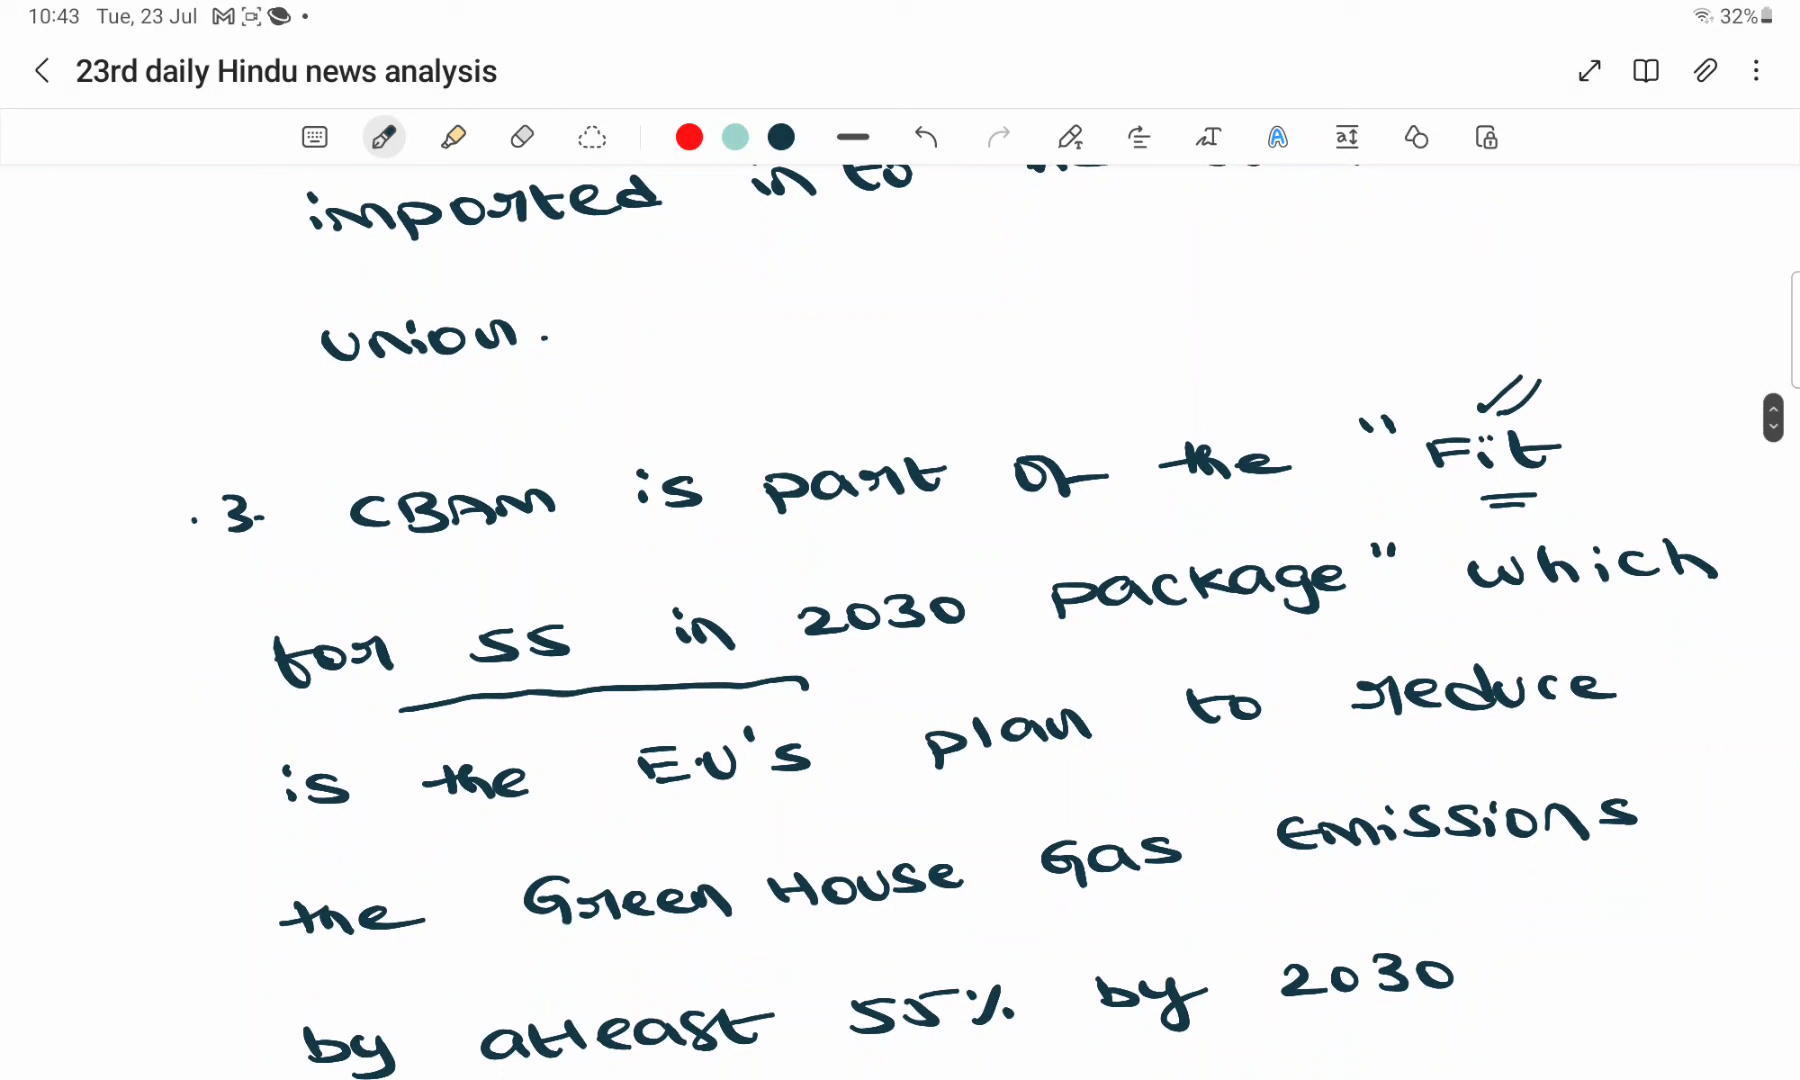 10:43 Tue, 23 Jul 32%
23rd daily Hindu news analysis
imported in to
union.
.3. CBAM is part of the "Fit
for 55 in 2030 package" which
is the E.U's plan to reduce
the Green House Gas Emissions
by atleast 55% by 2030